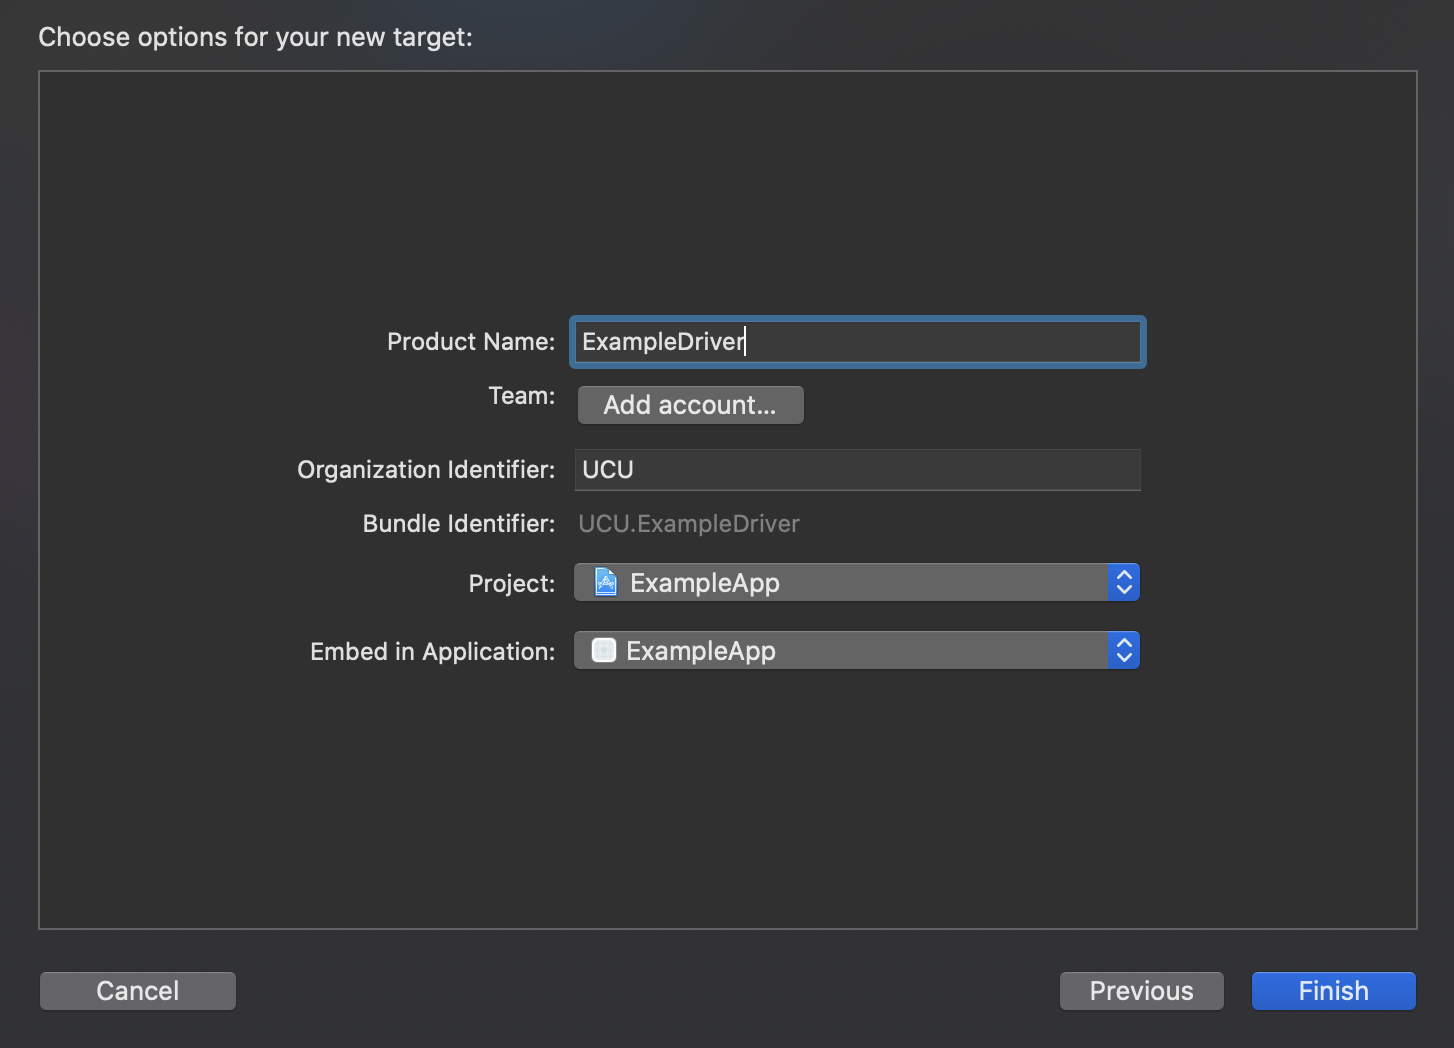 Choose options for your new target:
Product Name: ExampleDriver
Team: Add account...
Organization Identifier: UCU
Bundle Identifier: UCU.ExampleDriver
Project: ExampleApp
Embed in Application: ExampleApp
Cancel Previous Finish